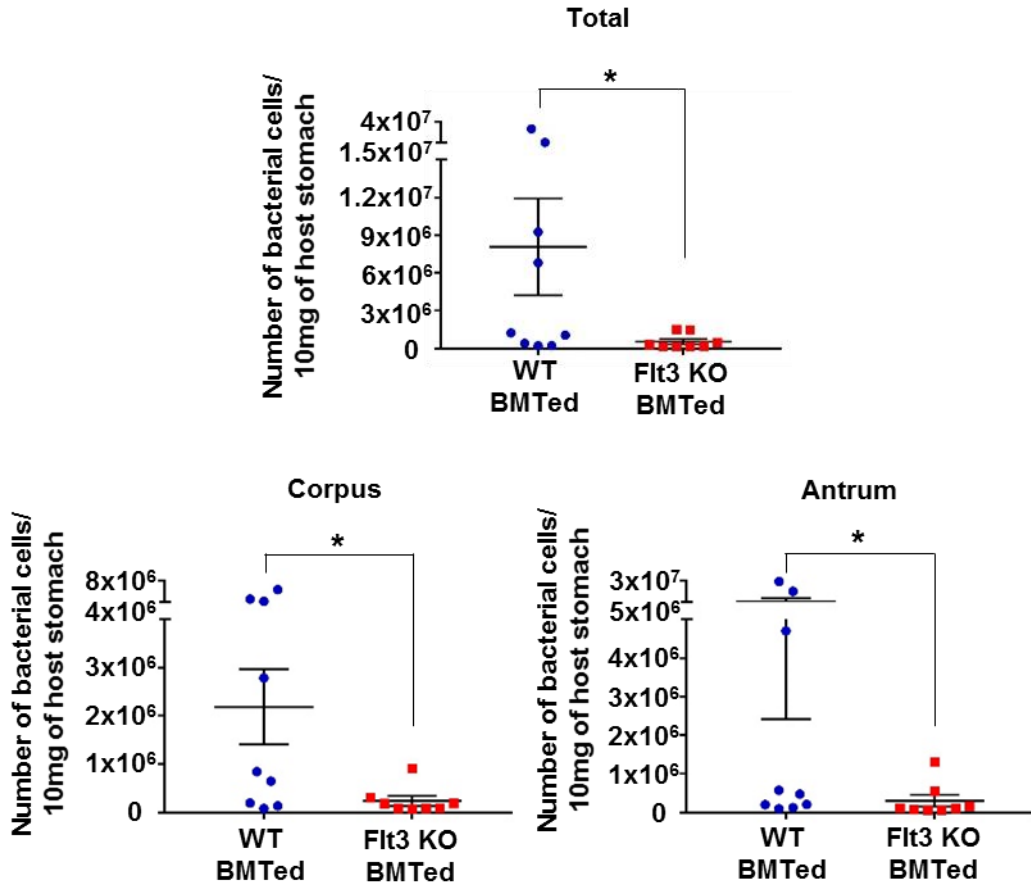 Total
*
Number of bacterial cells/
10mg of host stomach
4x10⁷
1.5x10⁷
1.2x10⁷
9x10⁶
6x10⁶
3x10⁶
0
WT
BMTed
Flt3 KO
BMTed
Corpus
*
Number of bacterial cells/
10mg of host stomach
8x10⁶
4x10⁶
3x10⁶
2x10⁶
1x10⁶
0
WT
BMTed
Flt3 KO
BMTed
Antrum
*
Number of bacterial cells/
10mg of host stomach
3x10⁷
5x10⁶
4x10⁶
3x10⁶
2x10⁶
1x10⁶
0
WT
BMTed
Flt3 KO
BMTed